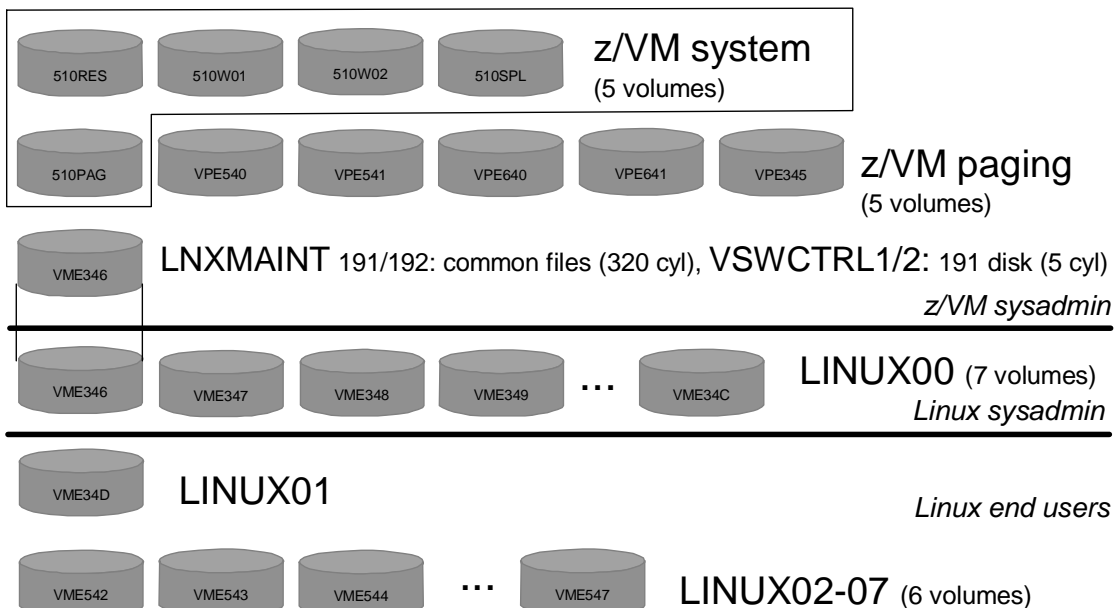 z/VM system
510RES 510W01 510W02 510SPL
(5 volumes)
510PAG VPE540 VPE541 VPE640 VPE641 VPE345 z/VM paging
(5 volumes)
VME346 LNXMAINT 191/192: common files (320 cyl), VSWCTRL1/2: 191 disk (5 cyl)
z/VM sysadmin
VME346 VME347 VME348 VME349 ... VME34C LINUX00 (7 volumes)
Linux sysadmin
VME34D LINUX01
Linux end users
VME542 VME543 VME544 ... VME547 LINUX02-07 (6 volumes)